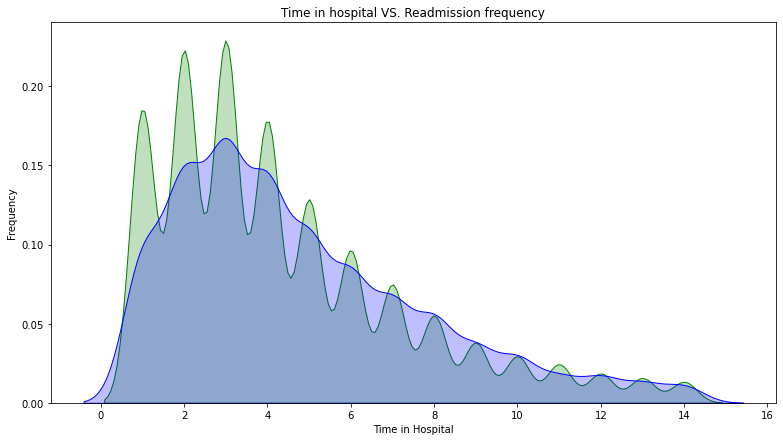 Time in hospital VS. Readmission frequency
Frequency
0.20
0.15
0.10
0.05
0.00
0 2 4 6 8 10 12 14 16
Time in Hospital